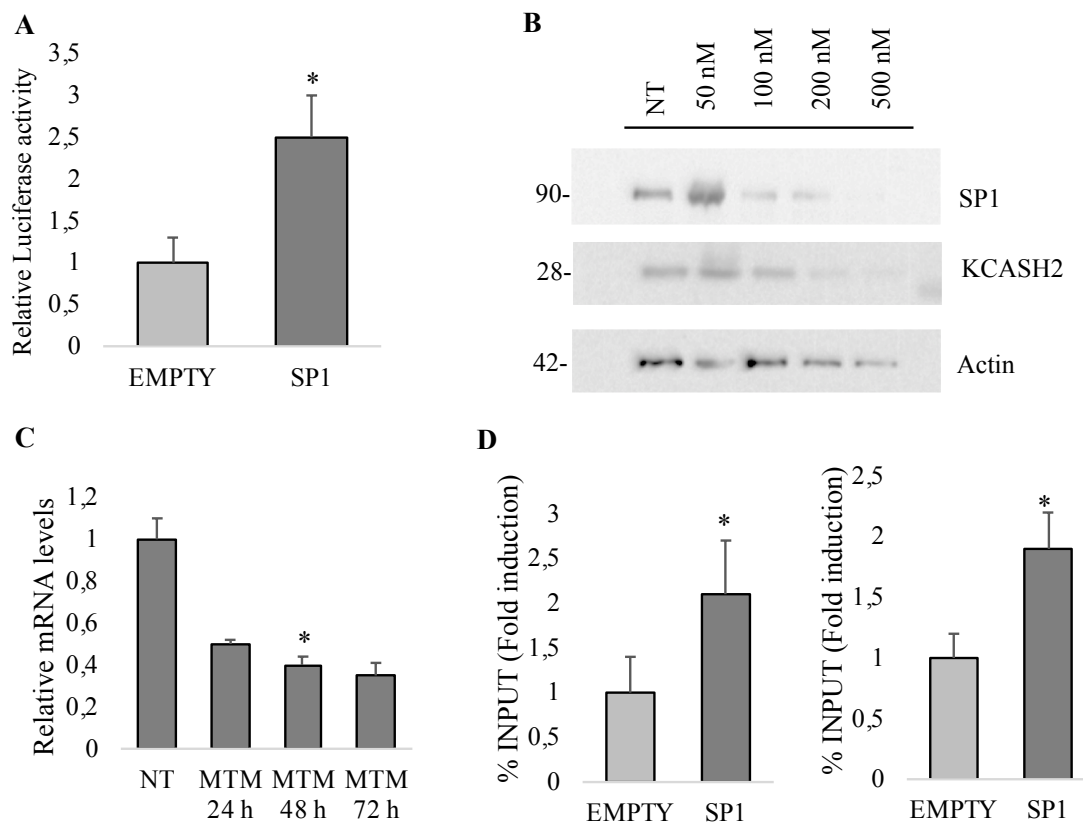 A
Relative Luciferase activity
3,5
3
2,5
2
1,5
1
0,5
0
*
EMPTY
SP1
B
NT
50 nM
100 nM
200 nM
500 nM
90-
SP1
28-
KCASH2
42-
Actin
C
Relative mRNA levels
1,2
1
0,8
0,6
0,4
0,2
0
*
NT
MTM
24 h
MTM
48 h
MTM
72 h
D
% INPUT (Fold induction)
3
2,5
2
1,5
1
0,5
0
*
EMPTY
SP1
% INPUT (Fold induction)
2,5
2
1,5
1
0,5
0
*
EMPTY
SP1